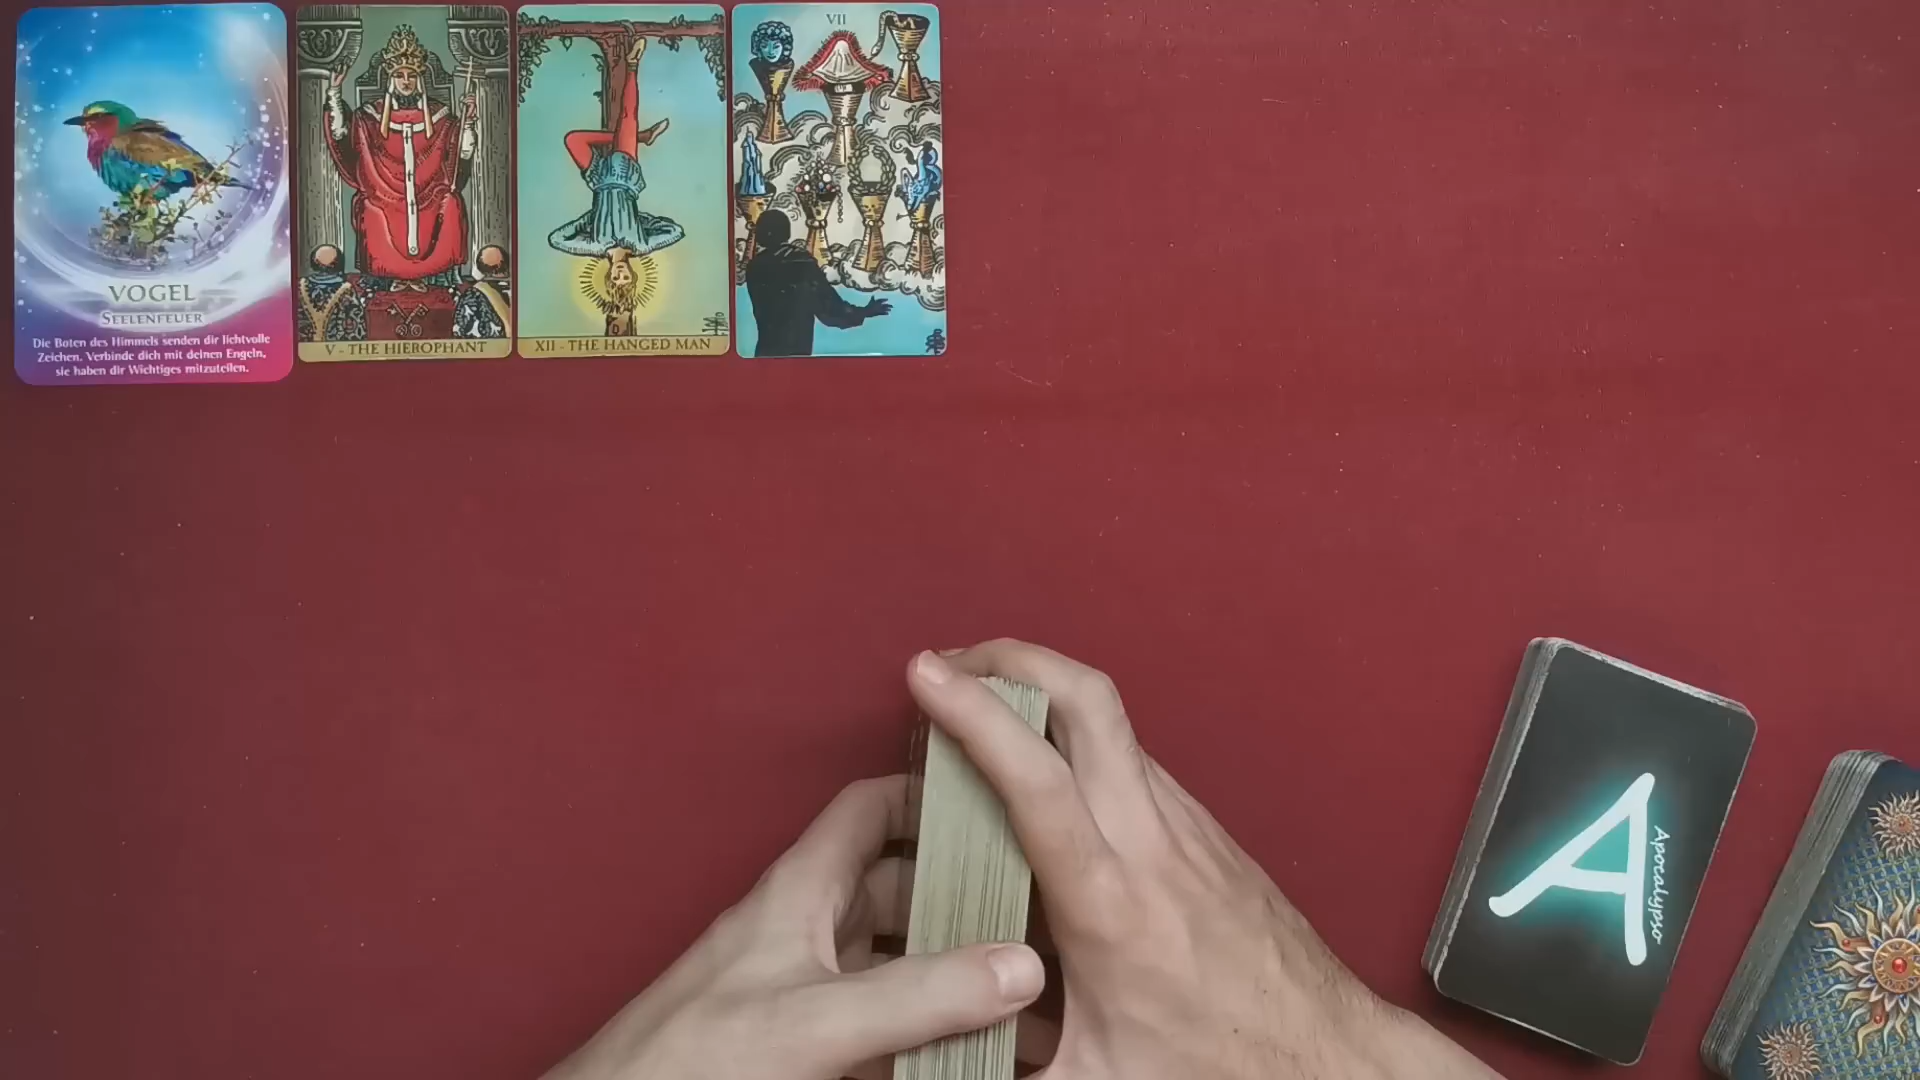 VOGEL
SEELENFEUER
Die Boten des Himmels senden dir lichtvolle
Zeichen. Verbinde dich mit deinen Engeln,
sie haben dir Wichtiges mitzuteilen.
V - THE HIEROPHANT
XII - THE HANGED MAN
VII
A
Apocalypso